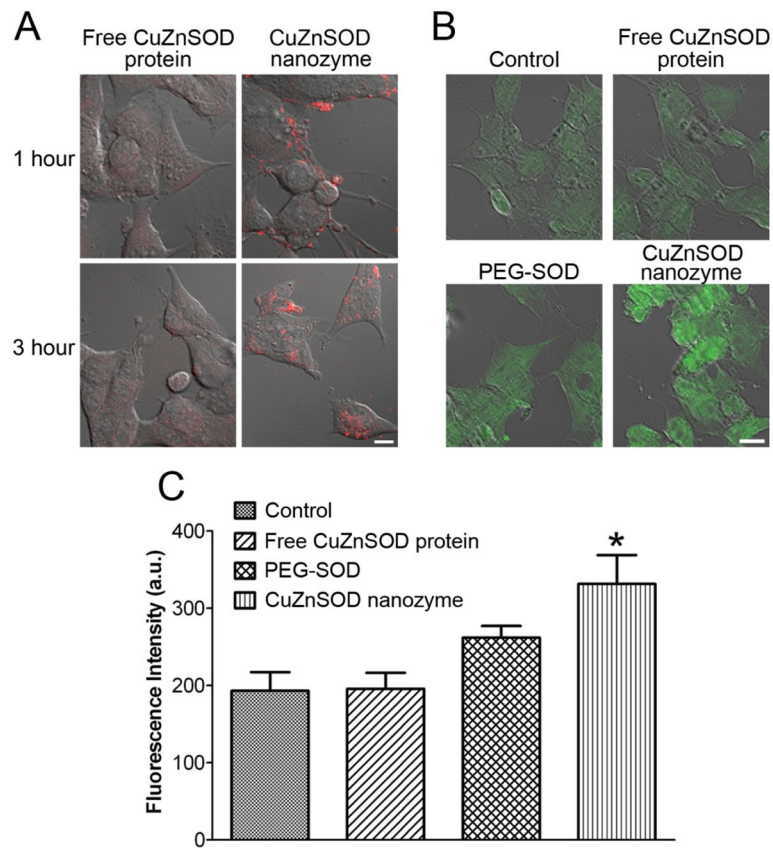 A
Free CuZnSOD
protein
CuZnSOD
nanozyme
1 hour
3 hour
B
Control
Free CuZnSOD
protein
PEG-SOD
CuZnSOD
nanozyme
C
Control
Free CuZnSOD protein
PEG-SOD
CuZnSOD nanozyme
*
Fluorescence Intensity (a.u.)
400
300
200
100
0